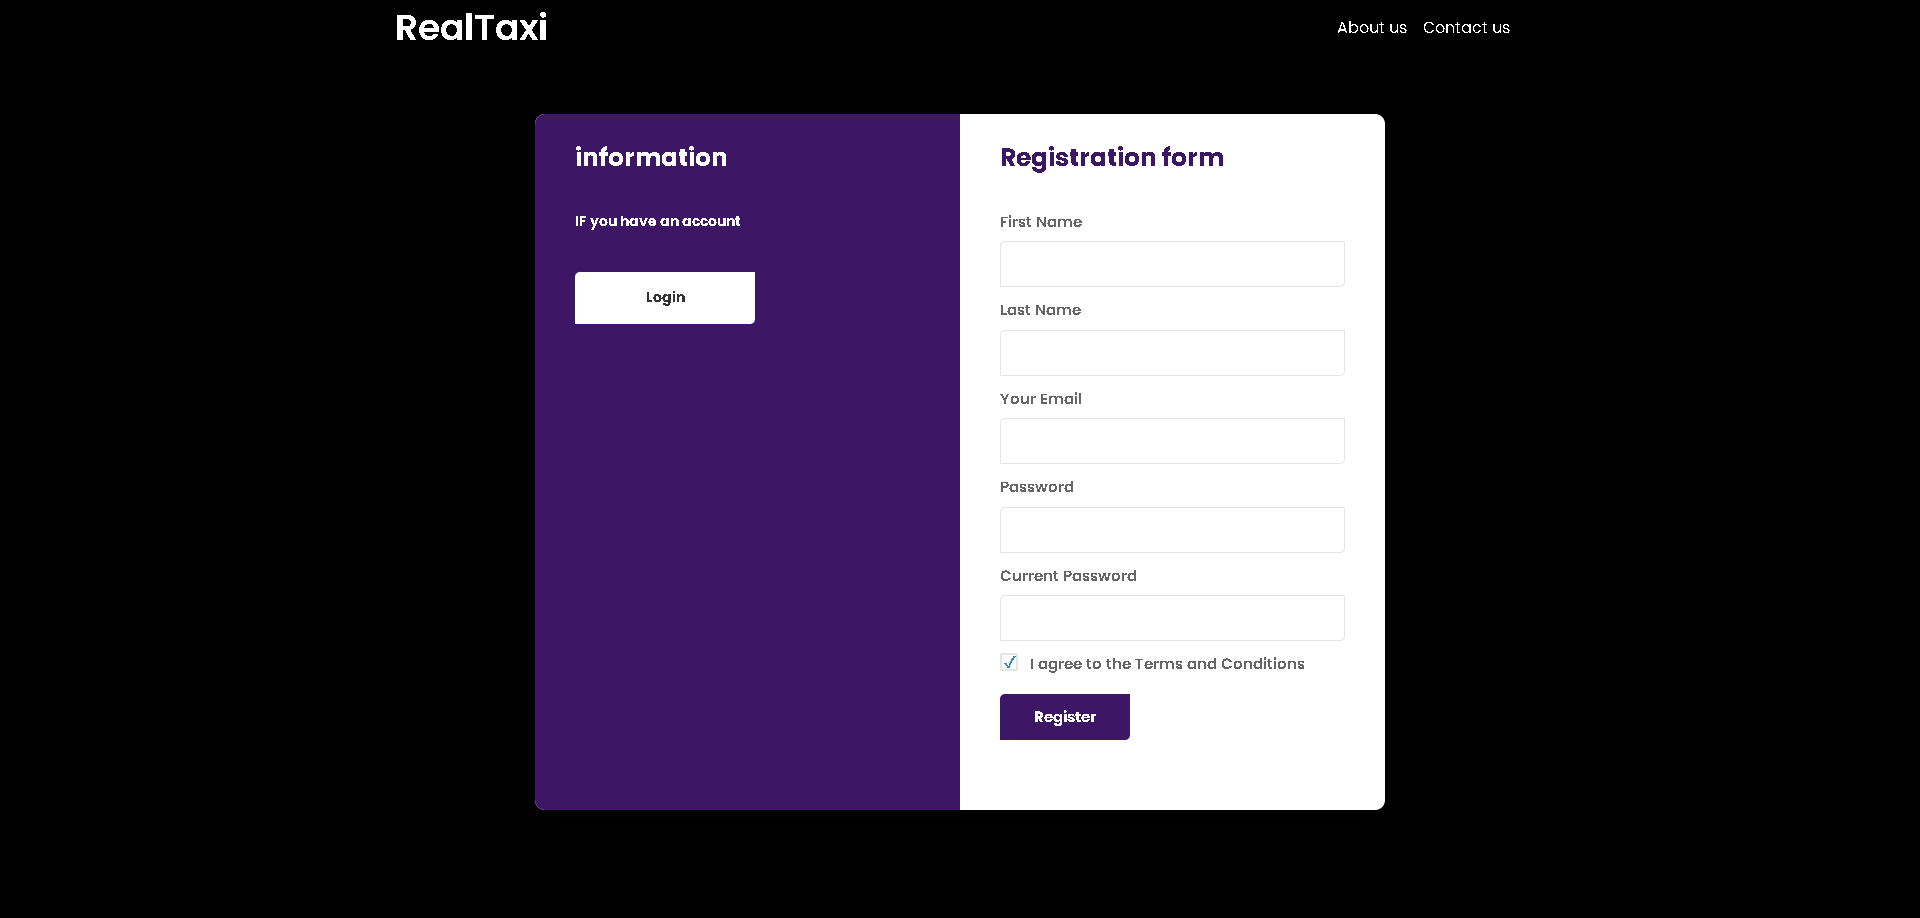 RealTaxi
About us Contact us
information
IF you have an account
Login
Registration form
First Name
Last Name
Your Email
Password
Current Password
I agree to the Terms and Conditions
Register